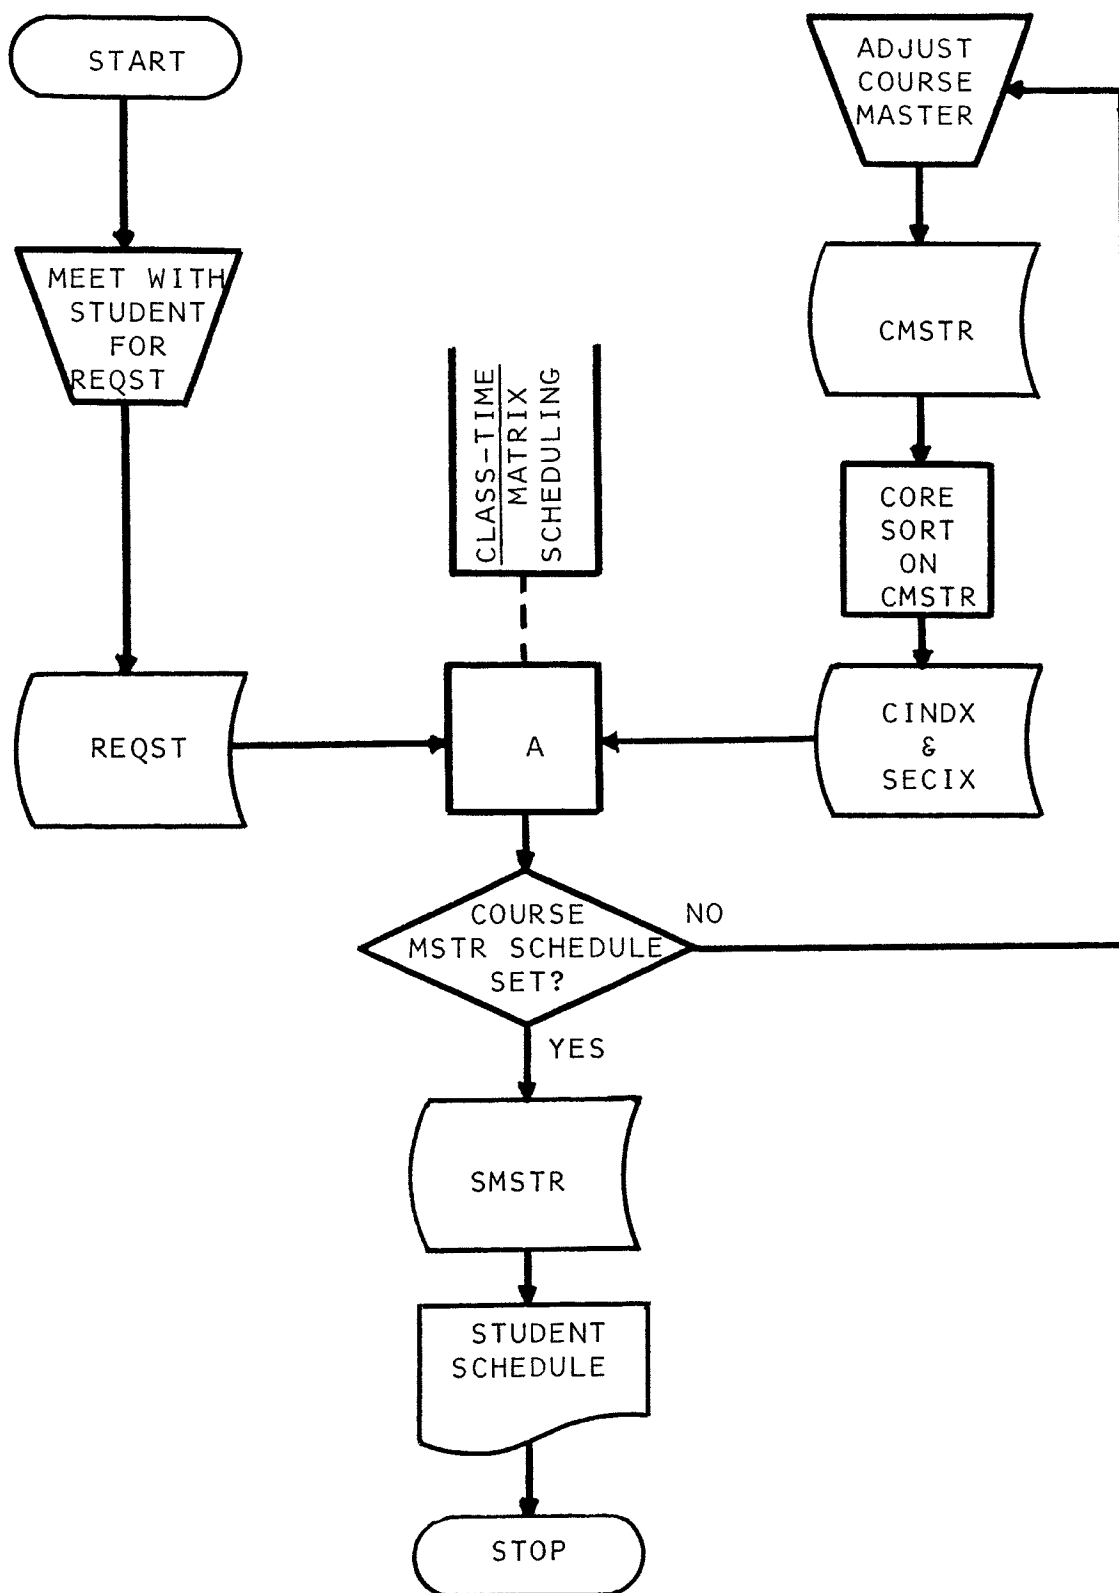 START
MEET WITH
STUDENT
FOR
REQST
REQST
CLASS-TIME
MATRIX
SCHEDULING
A
ADJUST
COURSE
MASTER
CMSTR
CORE
SORT
ON
CMSTR
CINDX
&
SECIX
COURSE
MSTR SCHEDULE
SET?
NO
YES
SMSTR
STUDENT
SCHEDULE
STOP